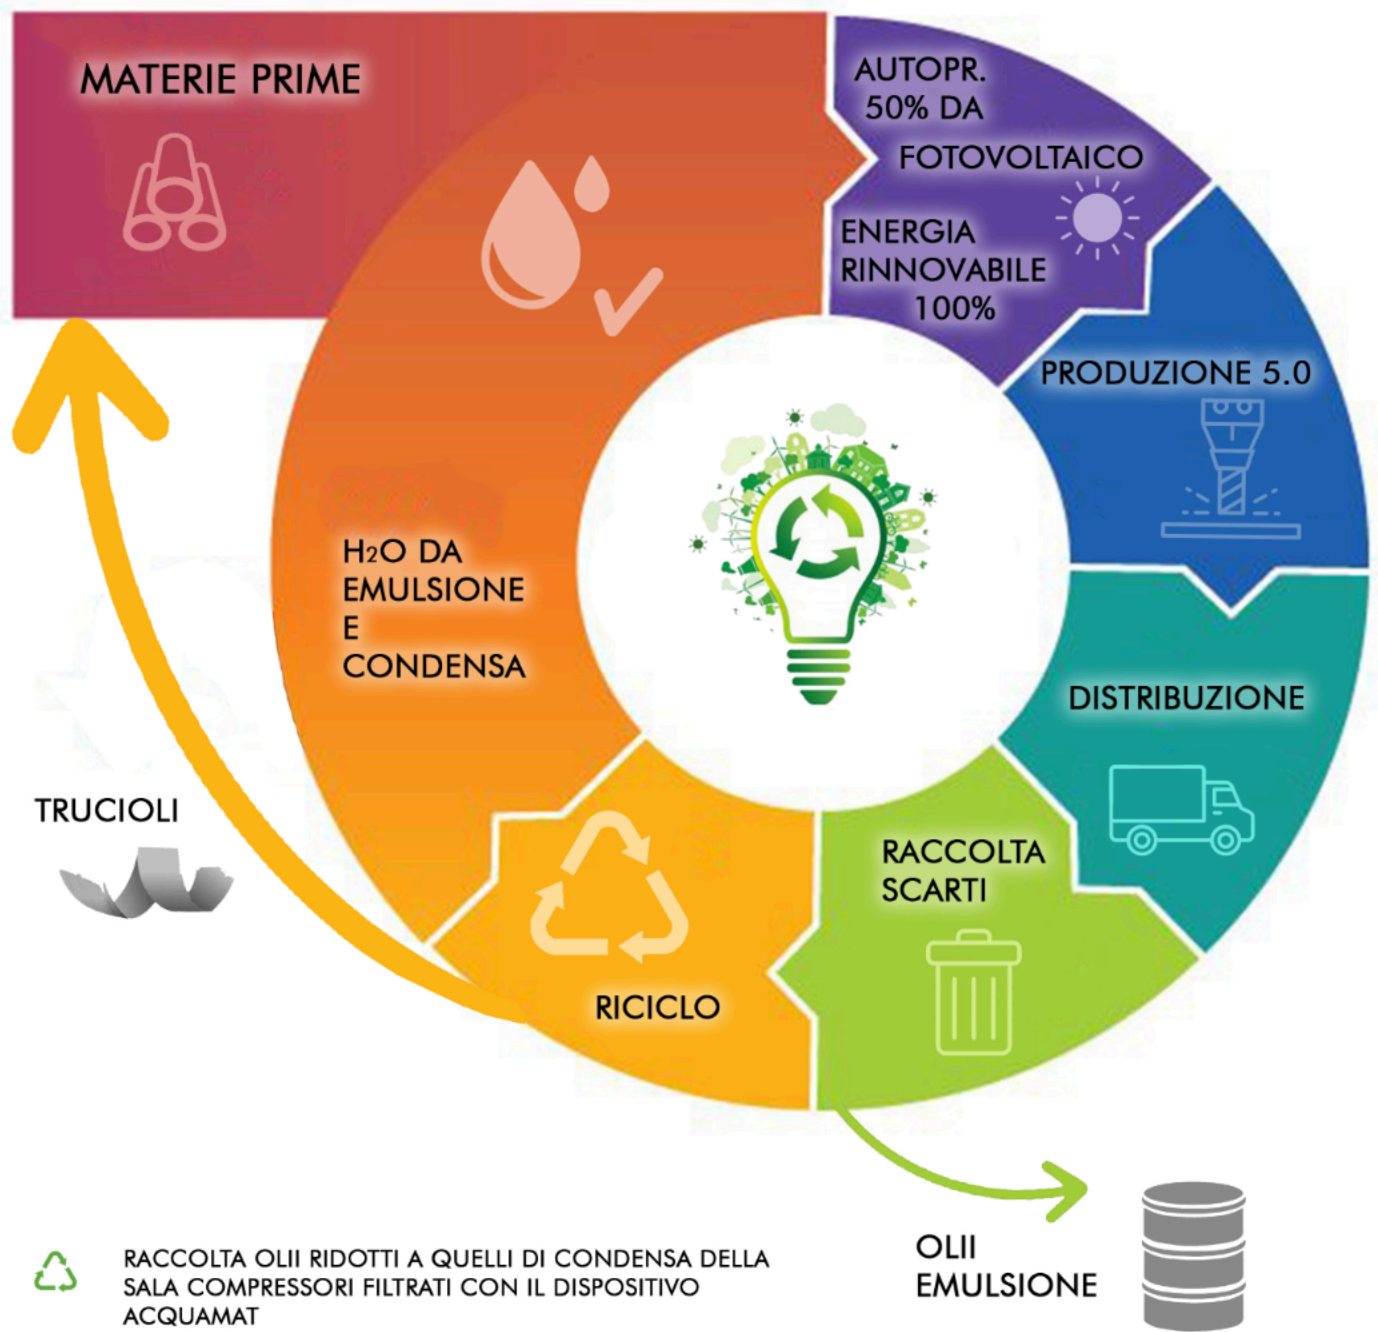 MATERIE PRIME
AUTOPR.
50% DA
FOTOVOLTAICO
ENERGIA
RINNOVABILE
100%
PRODUZIONE 5.0
DISTRIBUZIONE
RACCOLTA
SCARTI
RICICLO
H2O DA
EMULSIONE
E
CONDENSA
TRUCIOLI
OLII
EMULSIONE
RACCOLTA OLII RIDOTTI A QUELLI DI CONDENSA DELLA
SALA COMPRESSORI FILTRATI CON IL DISPOSITIVO
ACQUAMAT